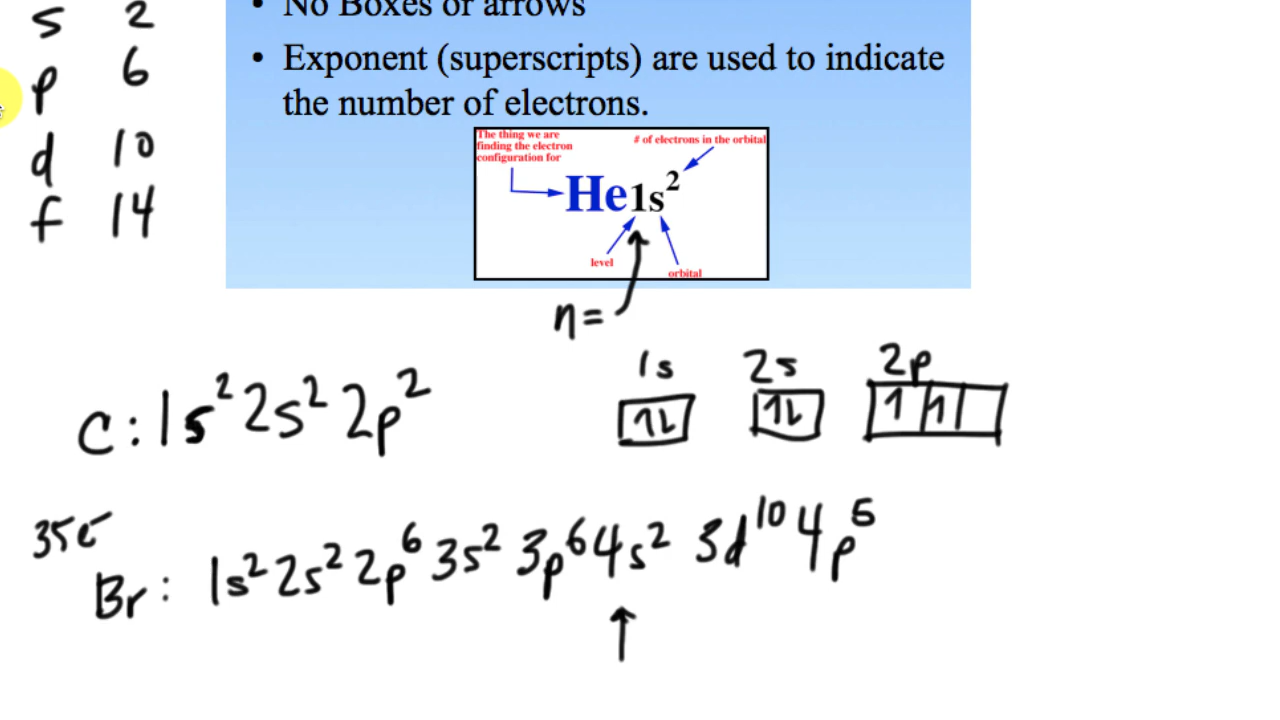 s 2
p 6
d 10
f 14
• No Boxes or arrows
• Exponent (superscripts) are used to indicate
the number of electrons.
The thing we are
finding the electron
configuration for
# of electrons in the orbital
He1s²
level
orbital
n=
1s 2s 2p
C: 1s² 2s² 2p²
35e⁻
Br: 1s² 2s² 2p⁶ 3s² 3p⁶ 4s² 3d¹⁰ 4p⁵